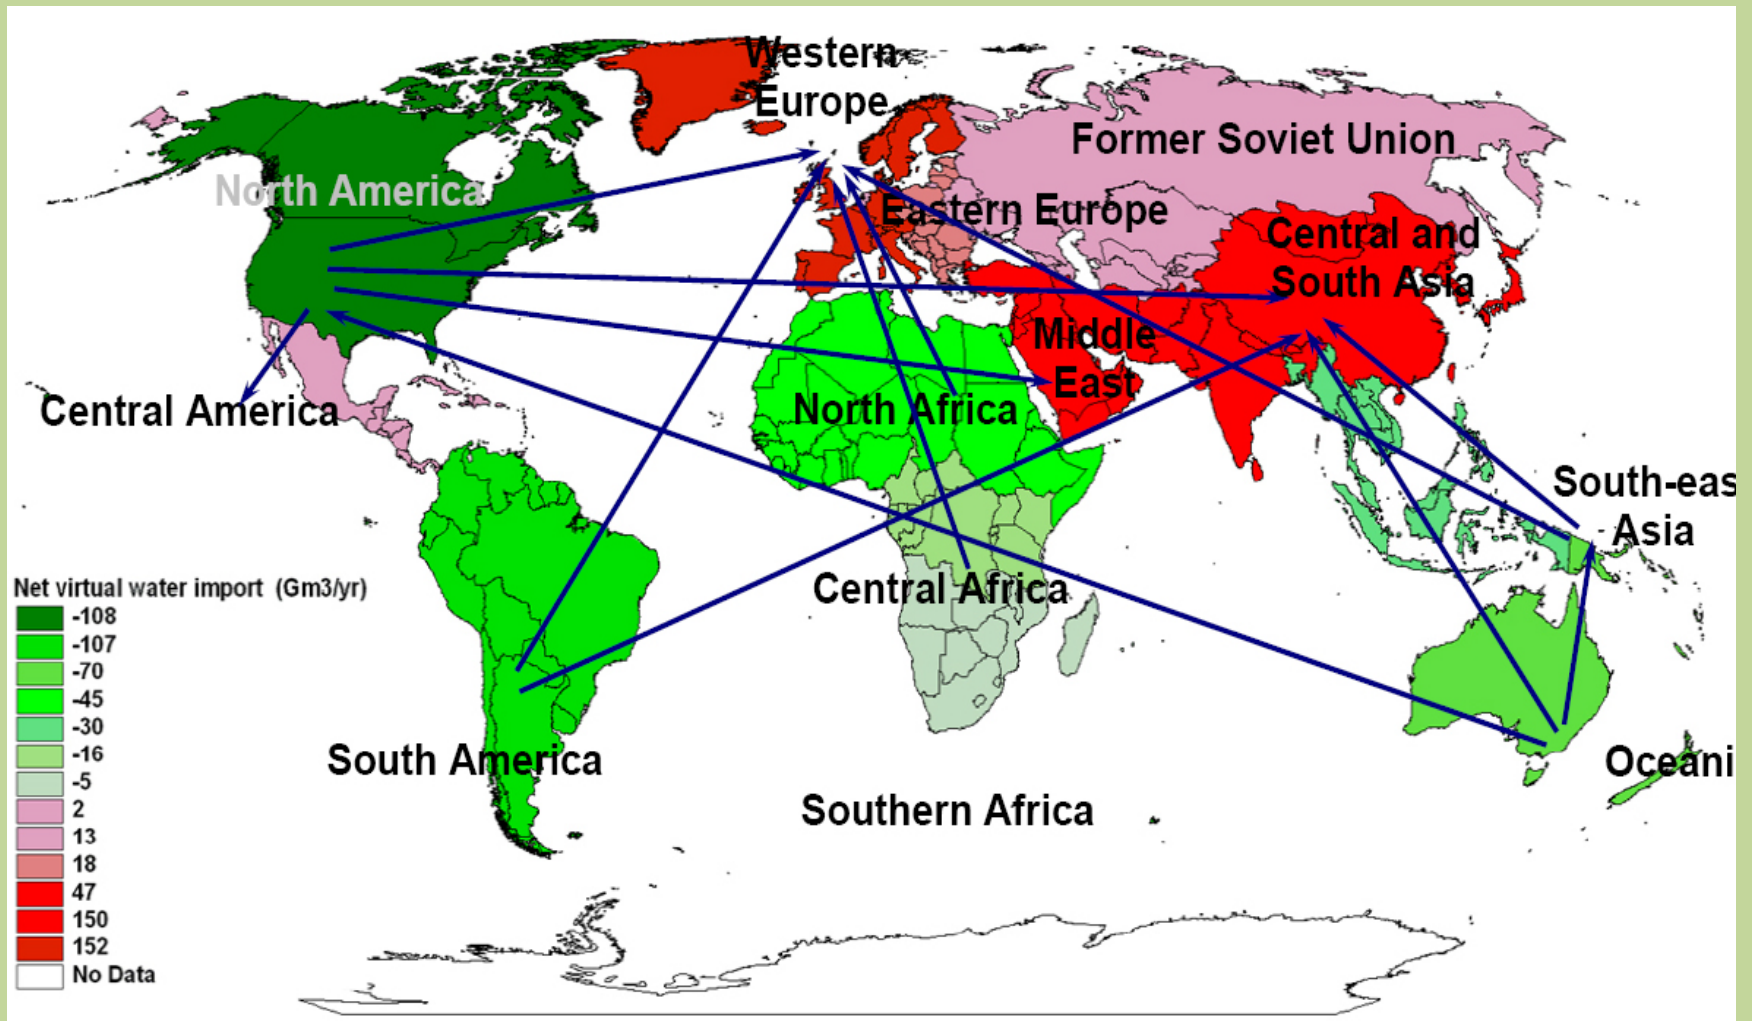 Western
Europe
Former Soviet Union
North America
Eastern Europe
Central and
South Asia
Middle
East
Central America
North Africa
South-eas
Asia
Central Africa
South America
Oceani
Southern Africa
Net virtual water import (Gm3/yr)
-108
-107
-70
-45
-30
-16
-5
2
13
18
47
150
152
No Data